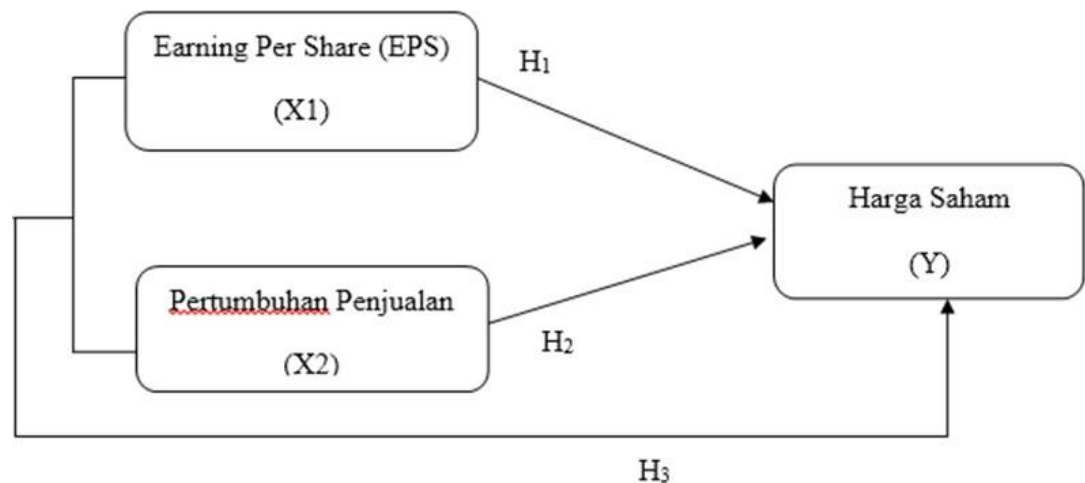 Earning Per Share (EPS)
(X1)
H1
Harga Saham
(Y)
Pertumbuhan Penjualan
(X2)
H2
H3